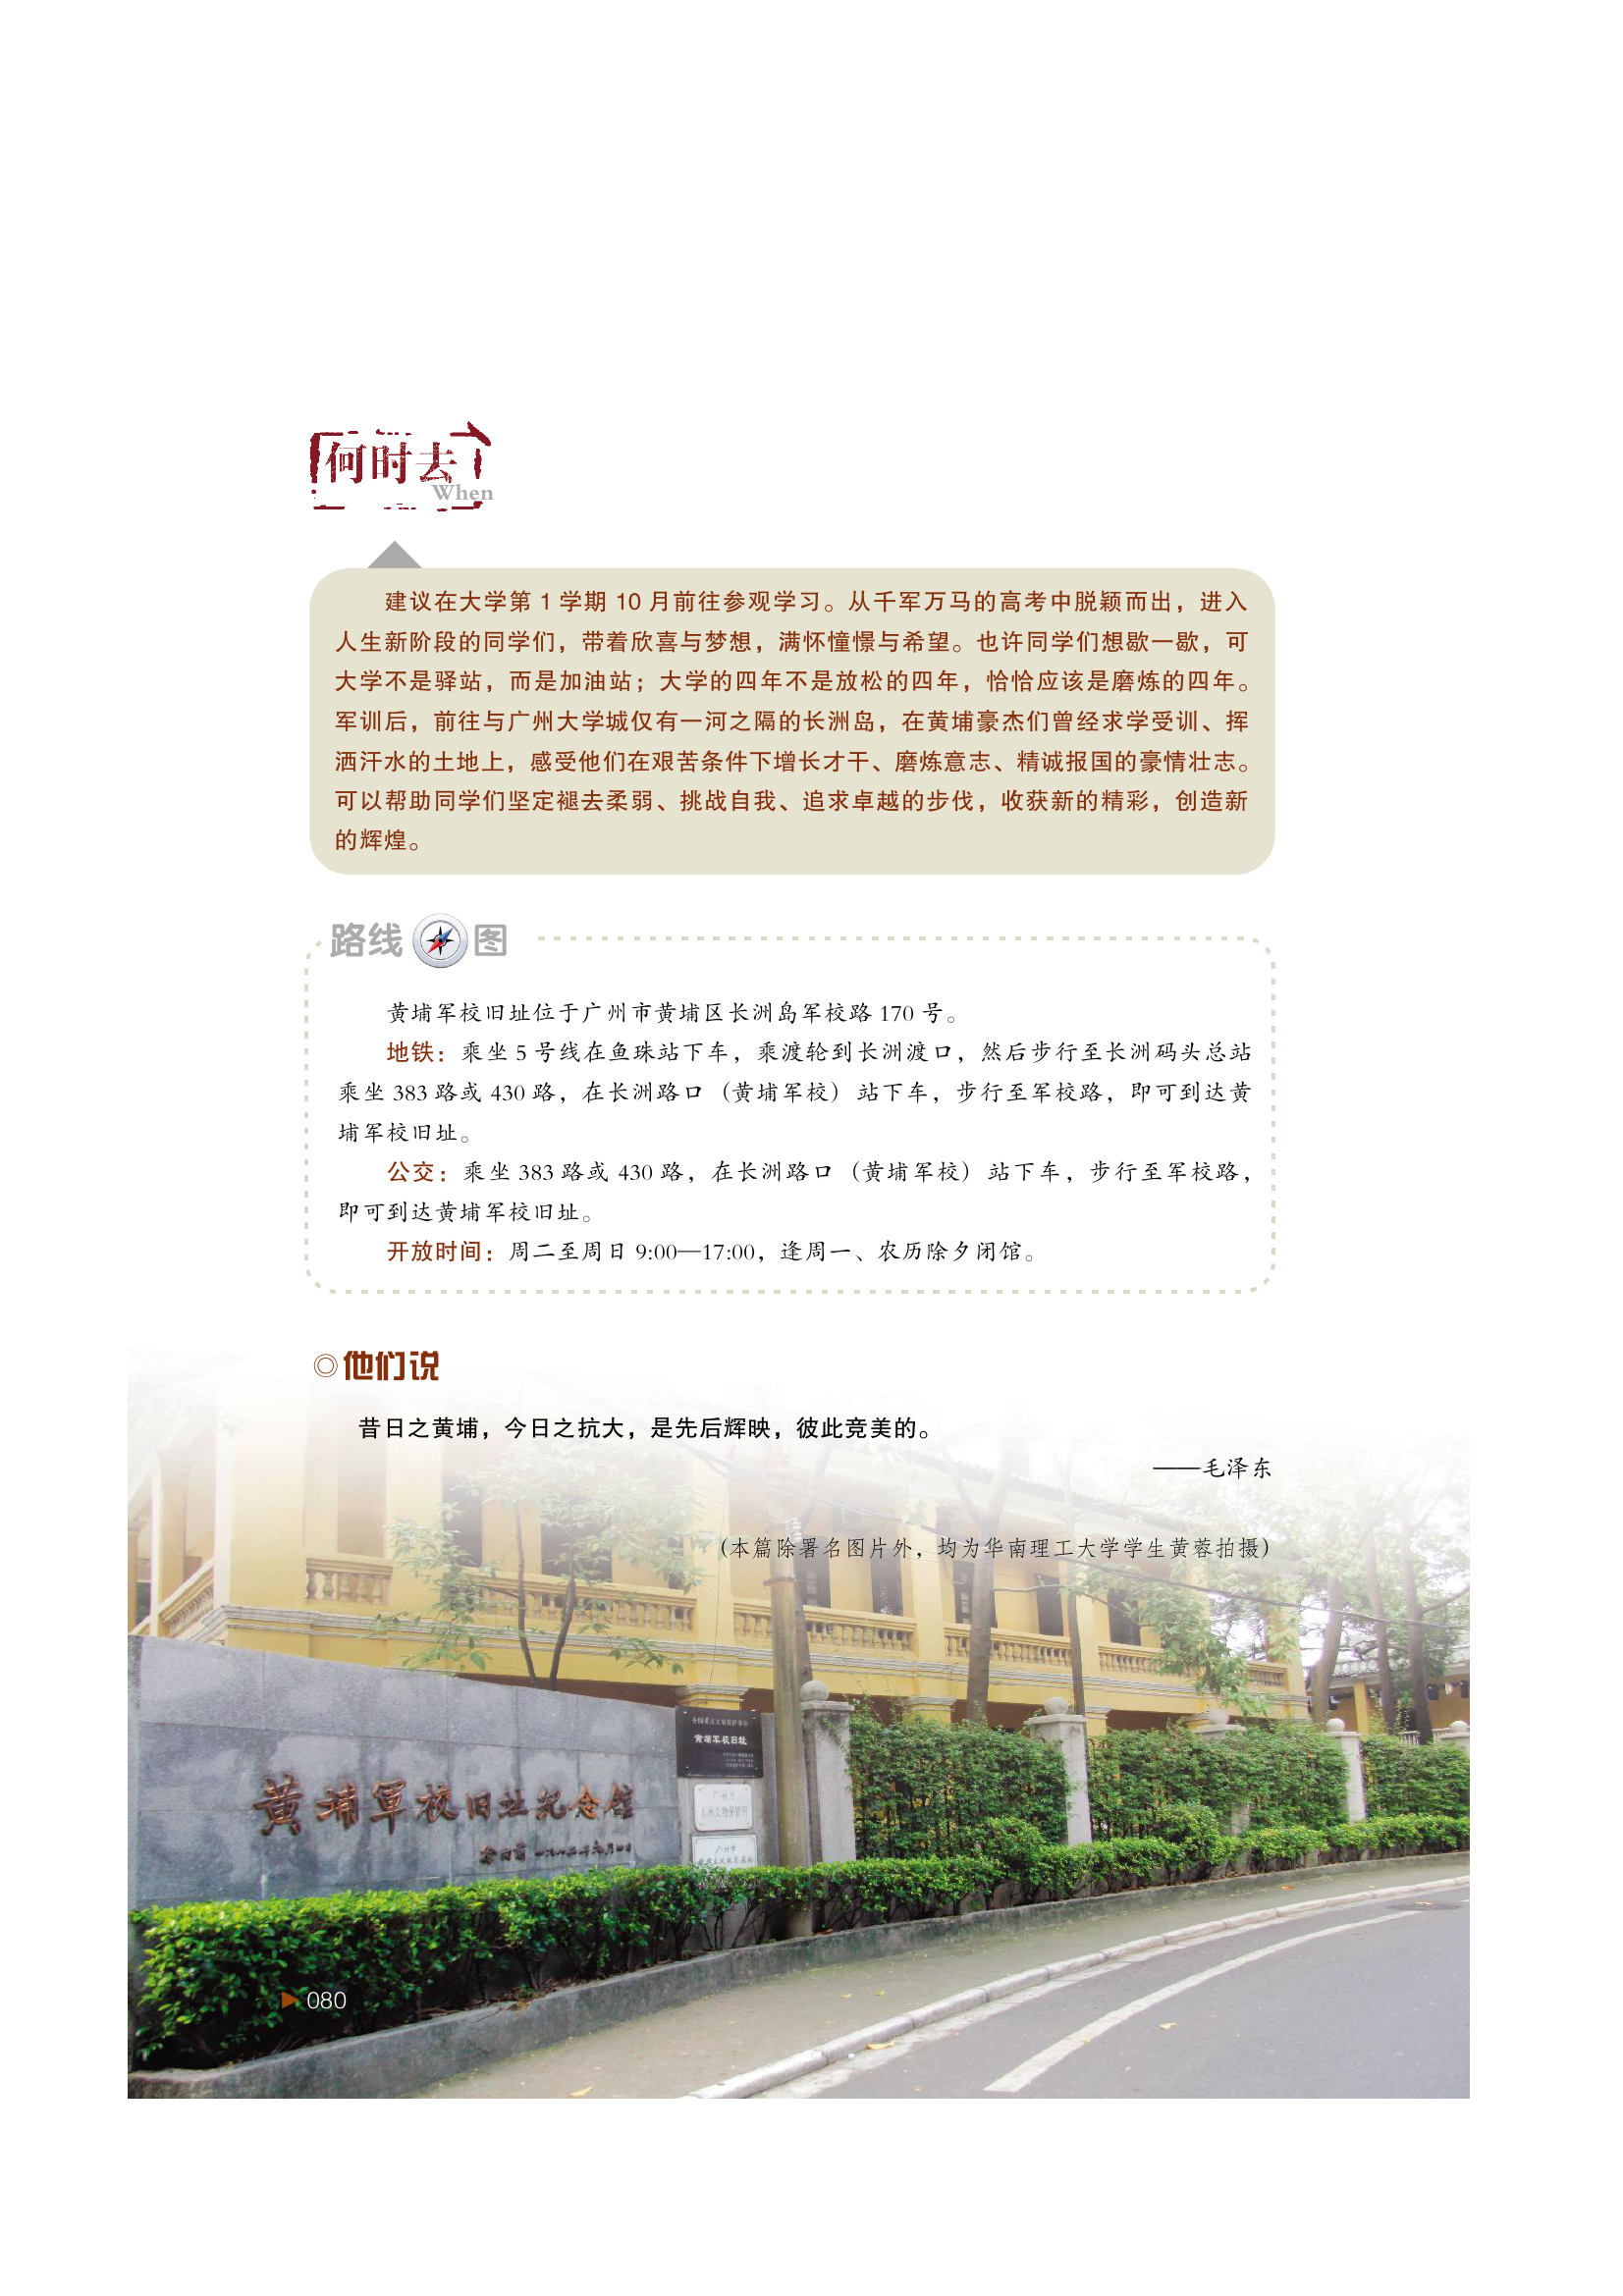 何时去
When
建议在大学第 1 学期 10 月前往参观学习。从千军万马的高考中脱颖而出，进入
人生新阶段的同学们，带着欣喜与梦想，满怀憧憬与希望。也许同学们想歇一歇，可
大学不是驿站，而是加油站；大学的四年不是放松的四年，恰恰应该是磨炼的四年。
军训后，前往与广州大学城仅有一河之隔的长洲岛，在黄埔豪杰们曾经求学受训、挥
洒汗水的土地上，感受他们在艰苦条件下增长才干、磨炼意志、精诚报国的豪情壮志。
可以帮助同学们坚定褪去柔弱、挑战自我、追求卓越的步伐，收获新的精彩，创造新
的辉煌。
路线图
黄埔军校旧址位于广州市黄埔区长洲岛军校路 170 号。
地铁：乘坐 5 号线在鱼珠站下车，乘渡轮到长洲渡口，然后步行至长洲码头总站
乘坐 383 路或 430 路，在长洲路口（黄埔军校）站下车，步行至军校路，即可到达黄
埔军校旧址。
公交：乘坐 383 路或 430 路，在长洲路口（黄埔军校）站下车，步行至军校路，
即可到达黄埔军校旧址。
开放时间：周二至周日 9:00—17:00，逢周一、农历除夕闭馆。
◎他们说
昔日之黄埔，今日之抗大，是先后辉映，彼此竞美的。
——毛泽东
（本篇除署名图片外，均为华南理工大学学生黄蓉拍摄）
全国重点文物保护单位
黄埔军校旧址
黄埔军校旧址纪念馆
广州市
广州市
080